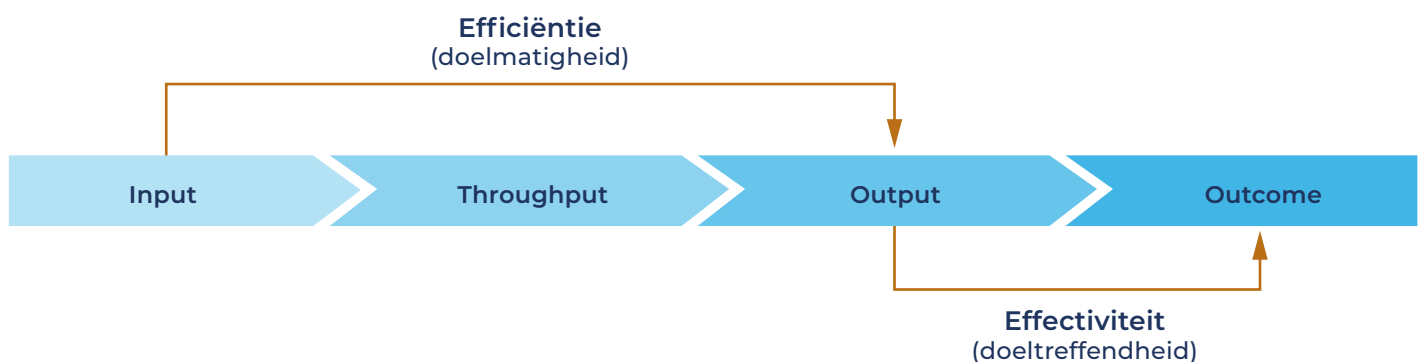 Efficiëntie
(doelmatigheid)
Input
Throughput
Output
Outcome
Effectiviteit
(doeltreffendheid)